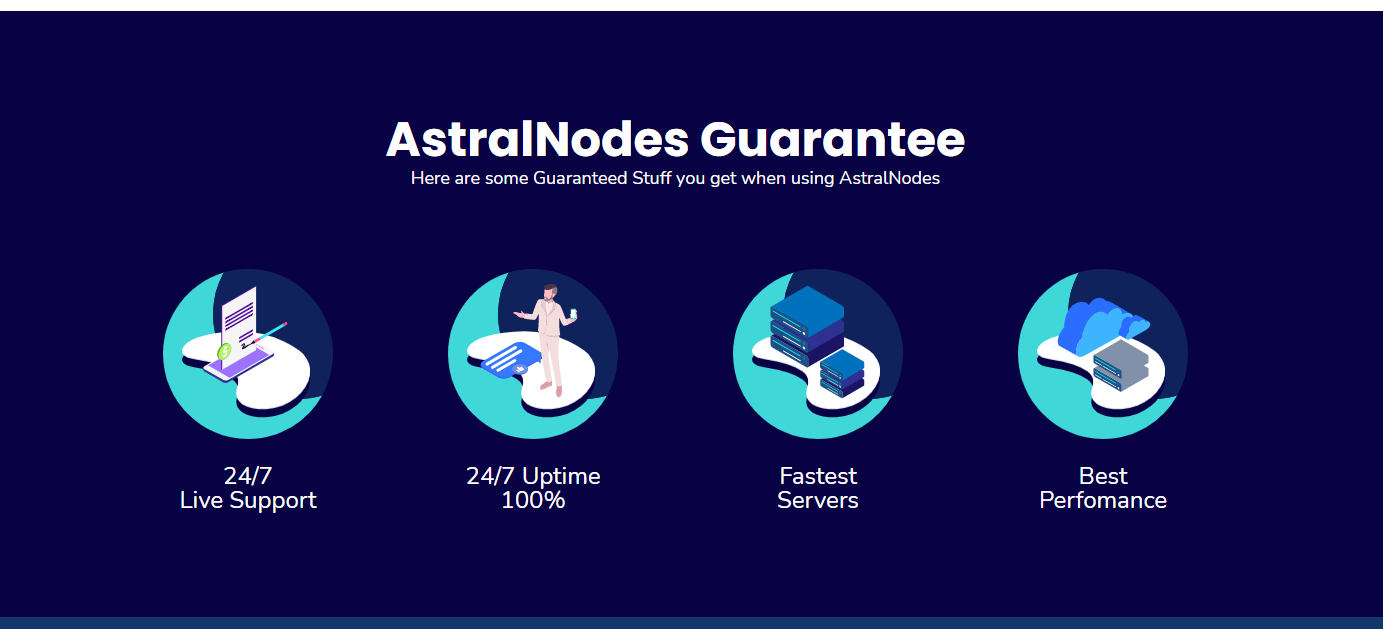 AstralNodes Guarantee
Here are some Guaranteed Stuff you get when using AstralNodes
24/7
Live Support
24/7 Uptime
100%
Fastest
Servers
Best
Perfomance